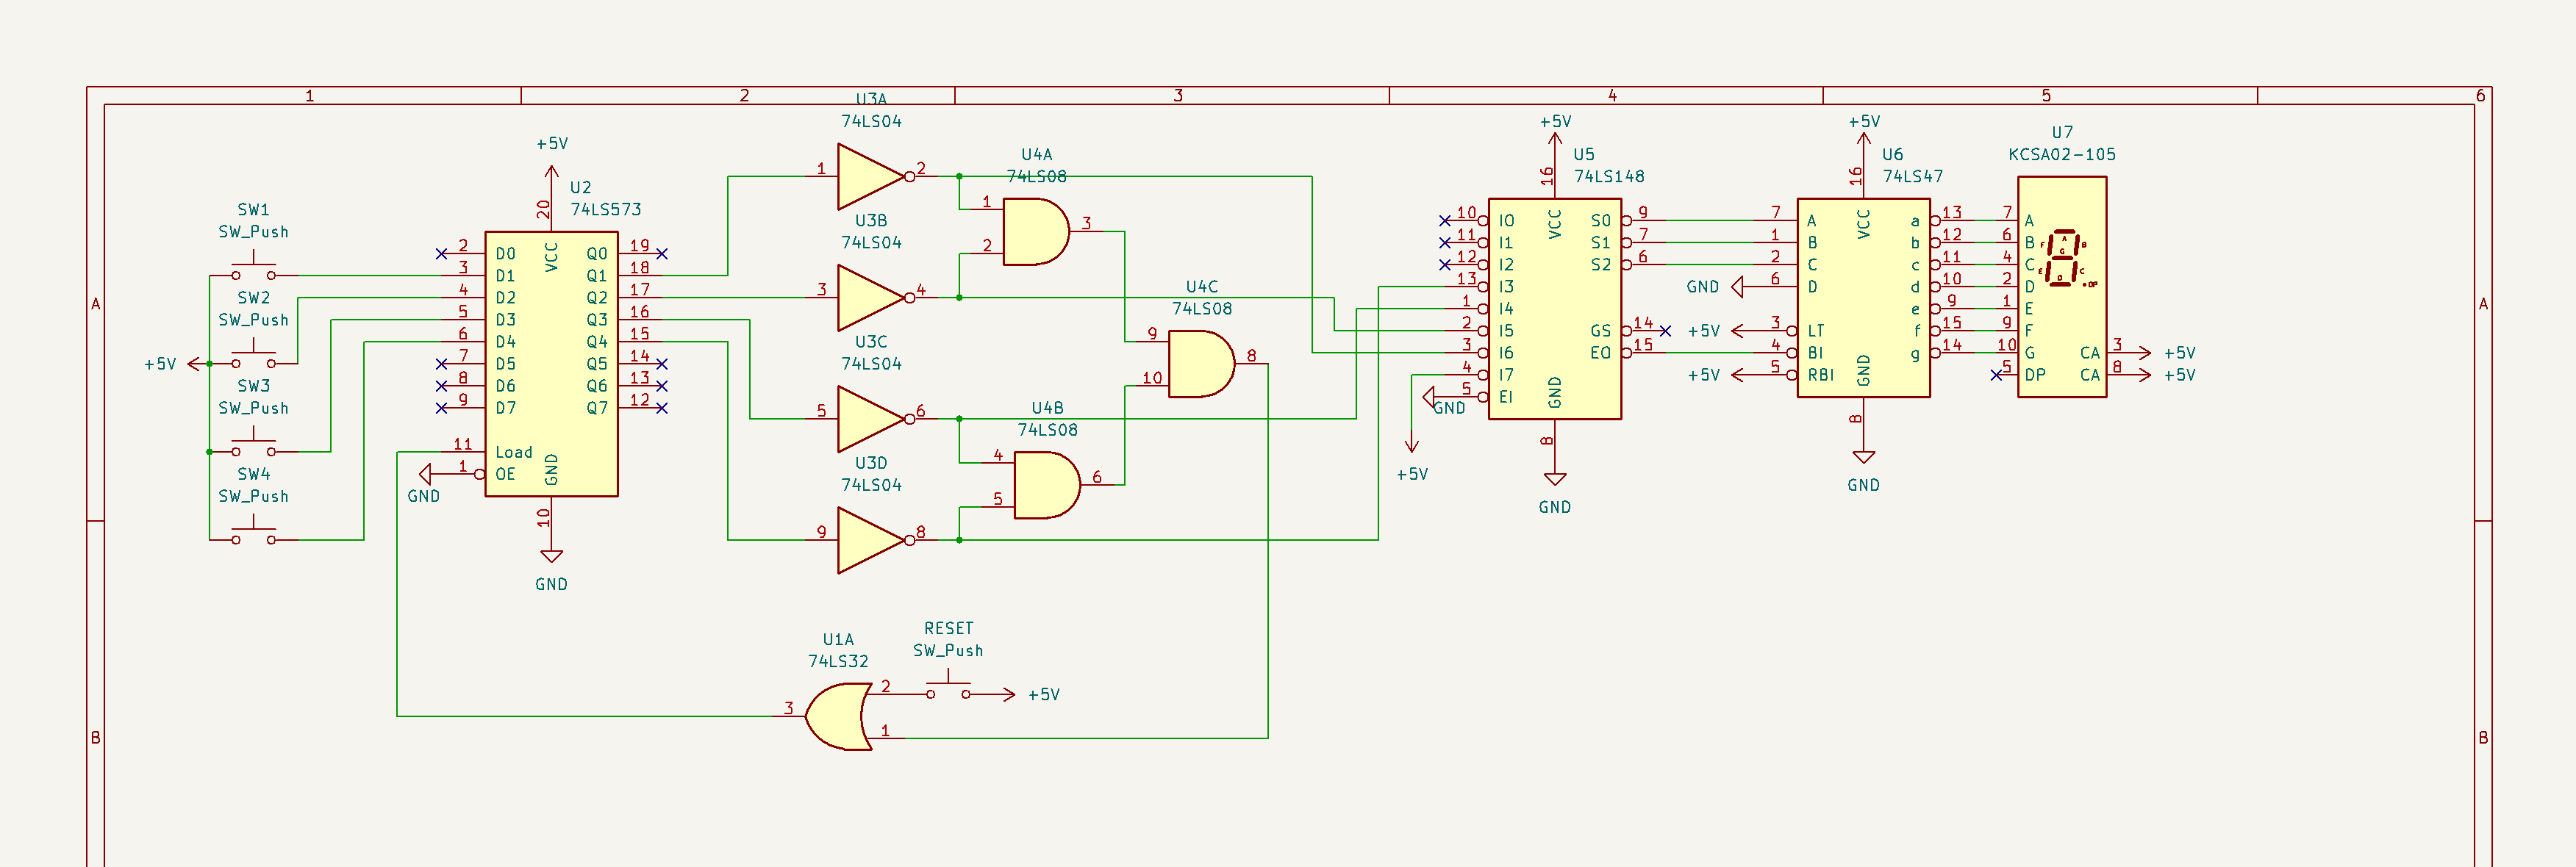 1 2 3 4 5 6
A A
B B
SW1
SW_Push
SW2
SW_Push
SW3
SW_Push
SW4
SW_Push
+5V
+5V
U2
74LS573
20
VCC
2 D0 Q0 19
3 D1 Q1 18
4 D2 Q2 17
5 D3 Q3 16
6 D4 Q4 15
7 D5 Q5 14
8 D6 Q6 13
9 D7 Q7 12
11 Load
1 OE
GND
GND
10
GND
U3A
74LS04
1 2
U3B
74LS04
3 4
U3C
74LS04
5 6
U3D
74LS04
9 8
U4A
74LS08
1
2
3
U4B
74LS08
4
5
6
U4C
74LS08
9
10
8
U1A
74LS32
3
2
1
RESET
SW_Push
+5V
+5V
U5
74LS148
16
VCC
10 I0 S0 9
11 I1 S1 7
12 I2 S2 6
13 I3
1 I4
2 I5 GS 14
3 I6 EO 15
4 I7
5 EI
GND
+5V
GND
8
GND
+5V
U6
74LS47
16
VCC
7 A a 13
1 B b 12
2 C c 11
GND 6 D d 10
e 9
+5V 3 LT f 15
4 BI g 14
+5V 5 RBI
GND
8
GND
U7
KCSA02-105
7 A
6 B
4 C
2 D
1 E
9 F
10 G CA 3 +5V
5 DP CA 8 +5V
A
F B
G
E C
D
DP